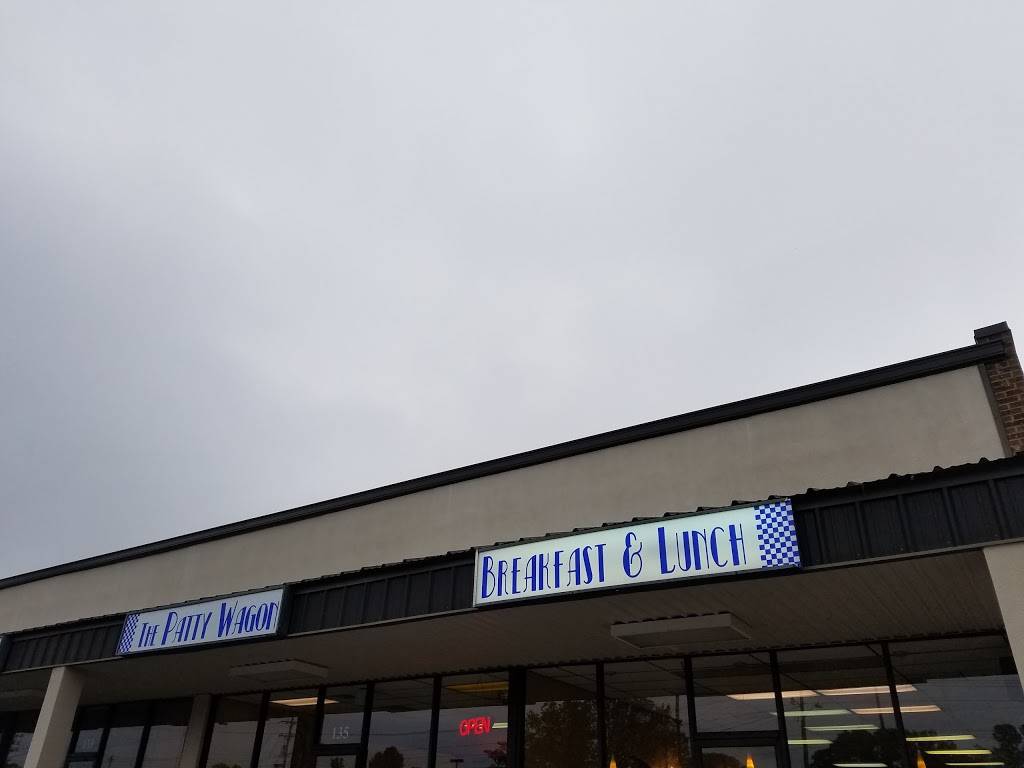 The Patty Wagon
Breakfast & Lunch
OPEN
135